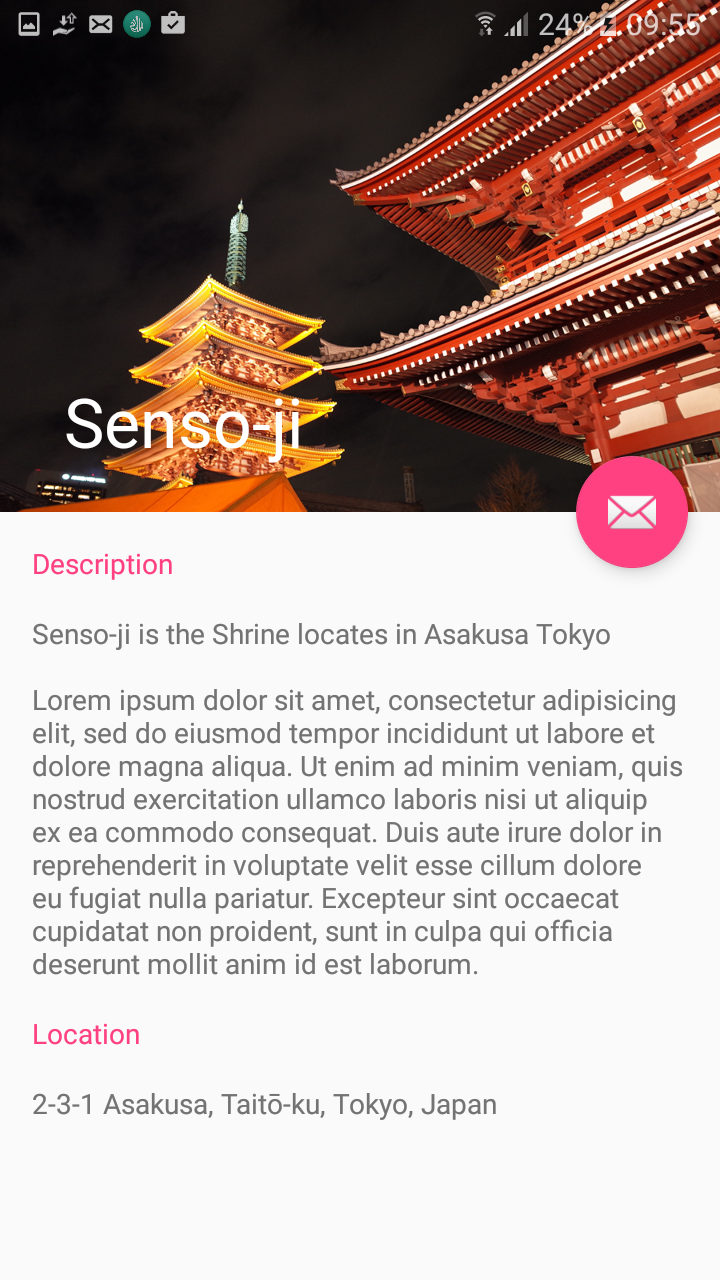 24% 09:55
Senso-ji
Description
Senso-ji is the Shrine locates in Asakusa Tokyo
Lorem ipsum dolor sit amet, consectetur adipisicing
elit, sed do eiusmod tempor incididunt ut labore et
dolore magna aliqua. Ut enim ad minim veniam, quis
nostrud exercitation ullamco laboris nisi ut aliquip
ex ea commodo consequat. Duis aute irure dolor in
reprehenderit in voluptate velit esse cillum dolore
eu fugiat nulla pariatur. Excepteur sint occaecat
cupidatat non proident, sunt in culpa qui officia
deserunt mollit anim id est laborum.
Location
2-3-1 Asakusa, Taitō-ku, Tokyo, Japan